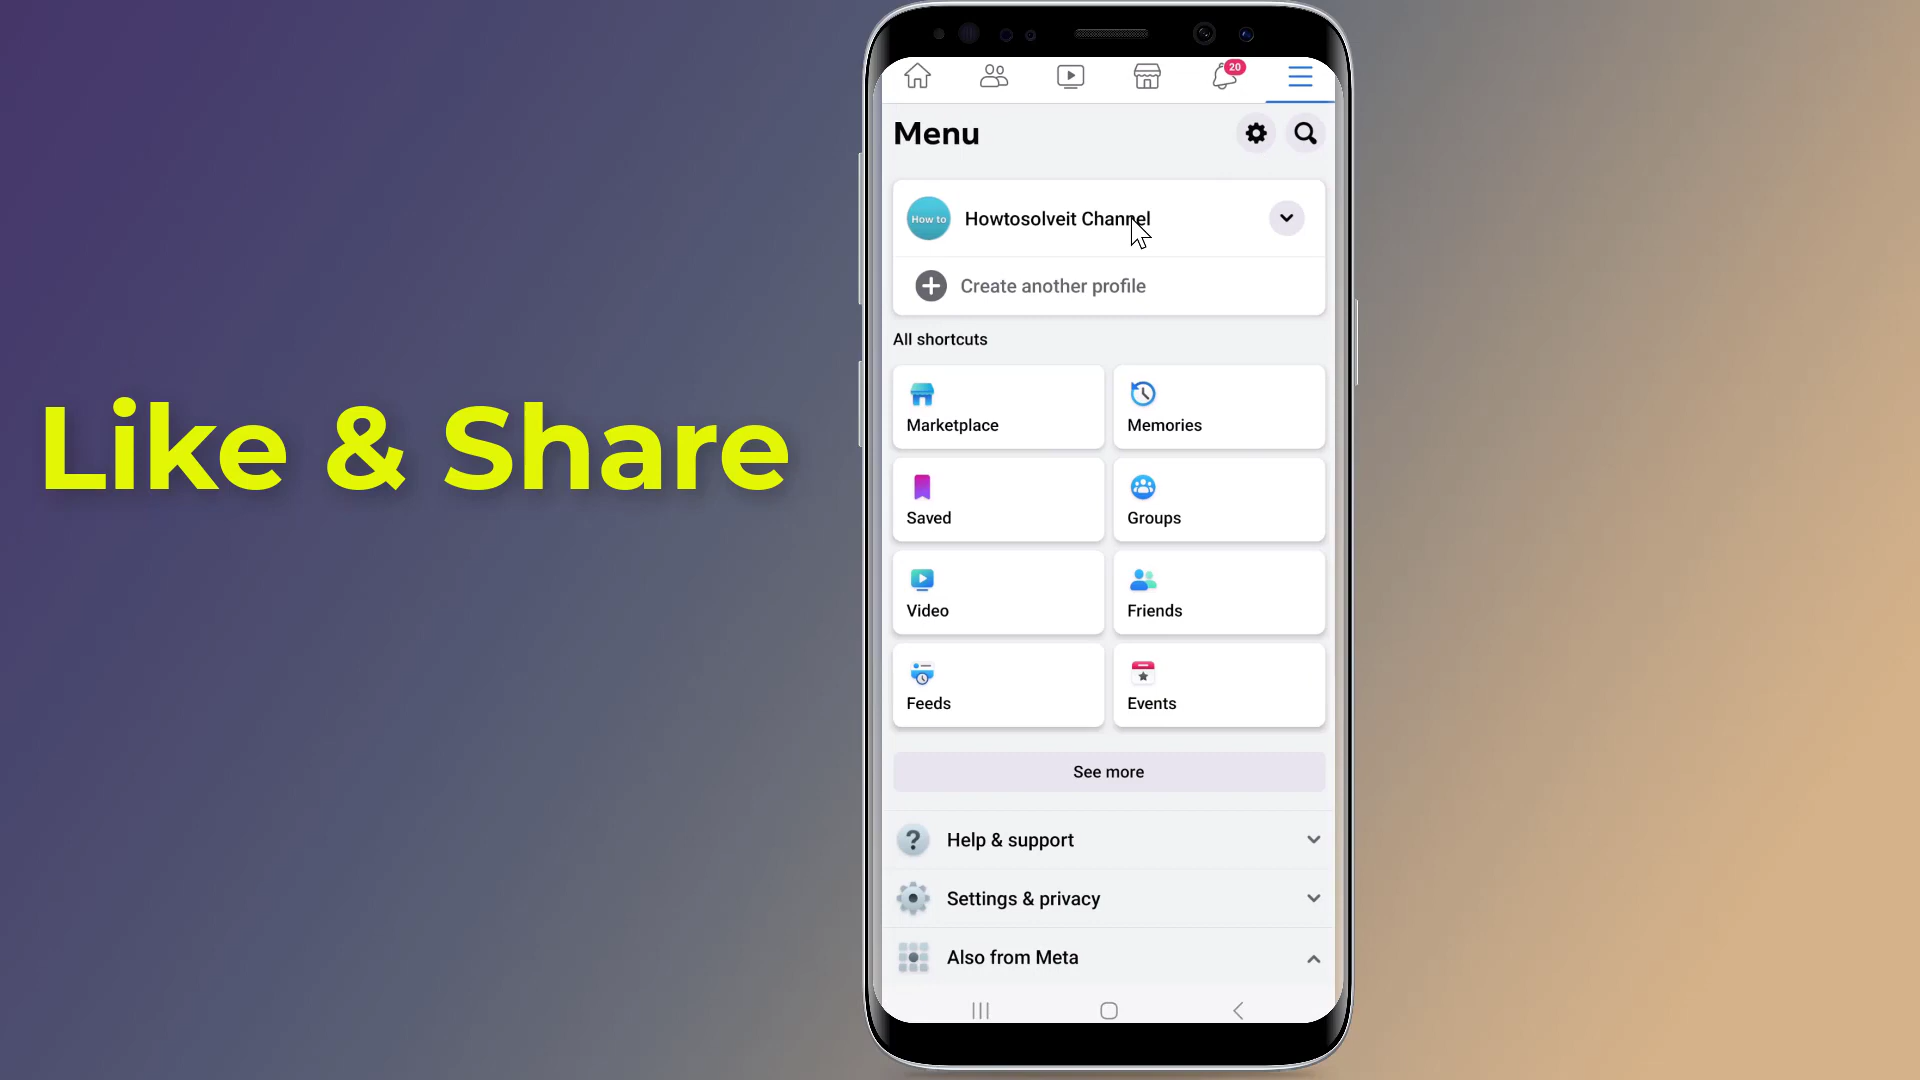 20
Menu
How to
Howtosolveit Channel
Create another profile
All shortcuts
Marketplace
Memories
Saved
Groups
Video
Friends
Feeds
Events
See more
Help & support
Settings & privacy
Also from Meta
Like & Share